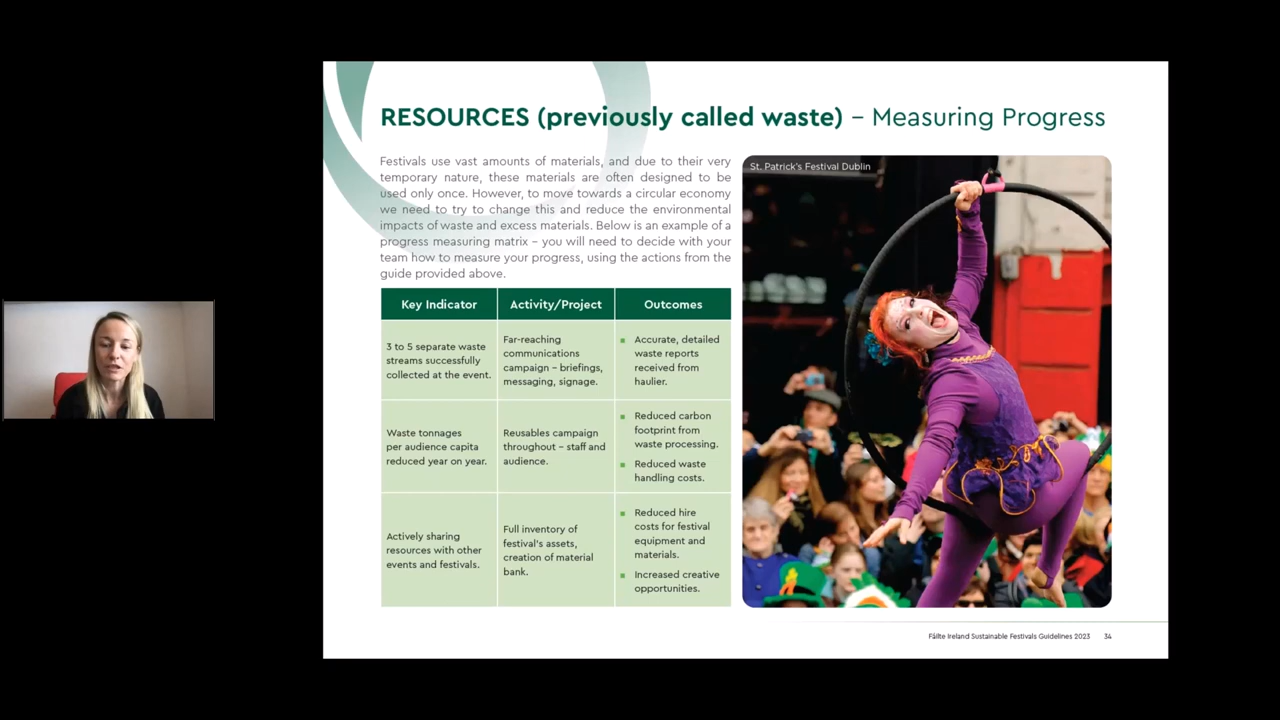 RESOURCES (previously called waste) – Measuring Progress
Festivals use vast amounts of materials, and due to their very
temporary nature, these materials are often designed to be
used only once. However, to move towards a circular economy
we need to try to change this and reduce the environmental
impacts of waste and excess materials. Below is an example of a
progress measuring matrix – you will need to decide with your
team how to measure your progress, using the actions from the
guide provided above.
Key Indicator
Activity/Project
Outcomes
3 to 5 separate waste
streams successfully
collected at the event.
Far-reaching
communications
campaign – briefings,
messaging, signage.
▪ Accurate, detailed
waste reports
received from
haulier.
Waste tonnages
per audience capita
reduced year on year.
Reusables campaign
throughout – staff and
audience.
▪ Reduced carbon
footprint from
waste processing.
▪ Reduced waste
handling costs.
Actively sharing
resources with other
events and festivals.
Full inventory of
festival's assets,
creation of material
bank.
▪ Reduced hire
costs for festival
equipment and
materials.
▪ Increased creative
opportunities.
St. Patrick's Festival Dublin
Fáilte Ireland Sustainable Festivals Guidelines 2023 34